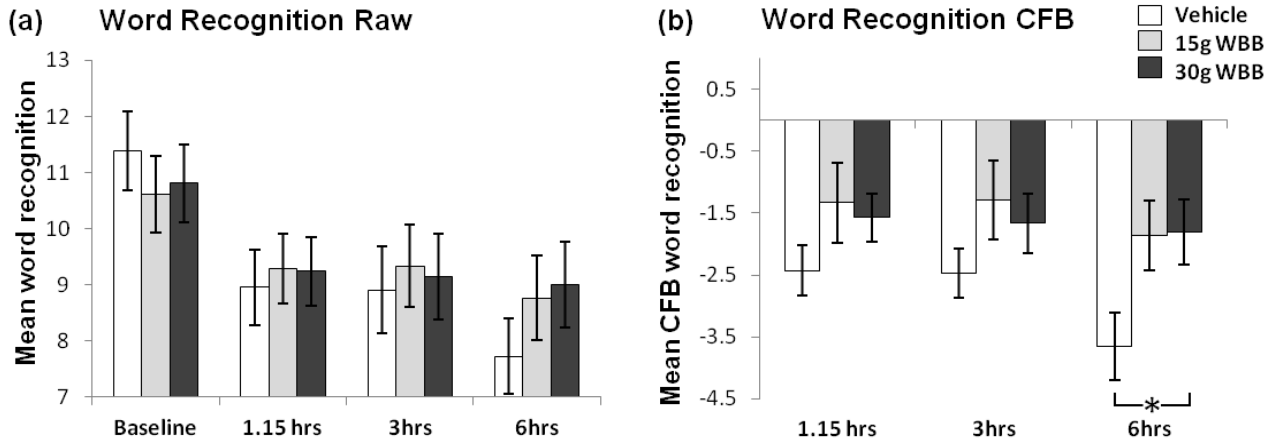 (a) Word Recognition Raw
Mean word recognition
13
12
11
10
9
8
7
Baseline 1.15 hrs 3hrs 6hrs
(b) Word Recognition CFB
Vehicle
15g WBB
30g WBB
Mean CFB word recognition
0.5
-0.5
-1.5
-2.5
-3.5
-4.5
*
1.15 hrs 3hrs 6hrs